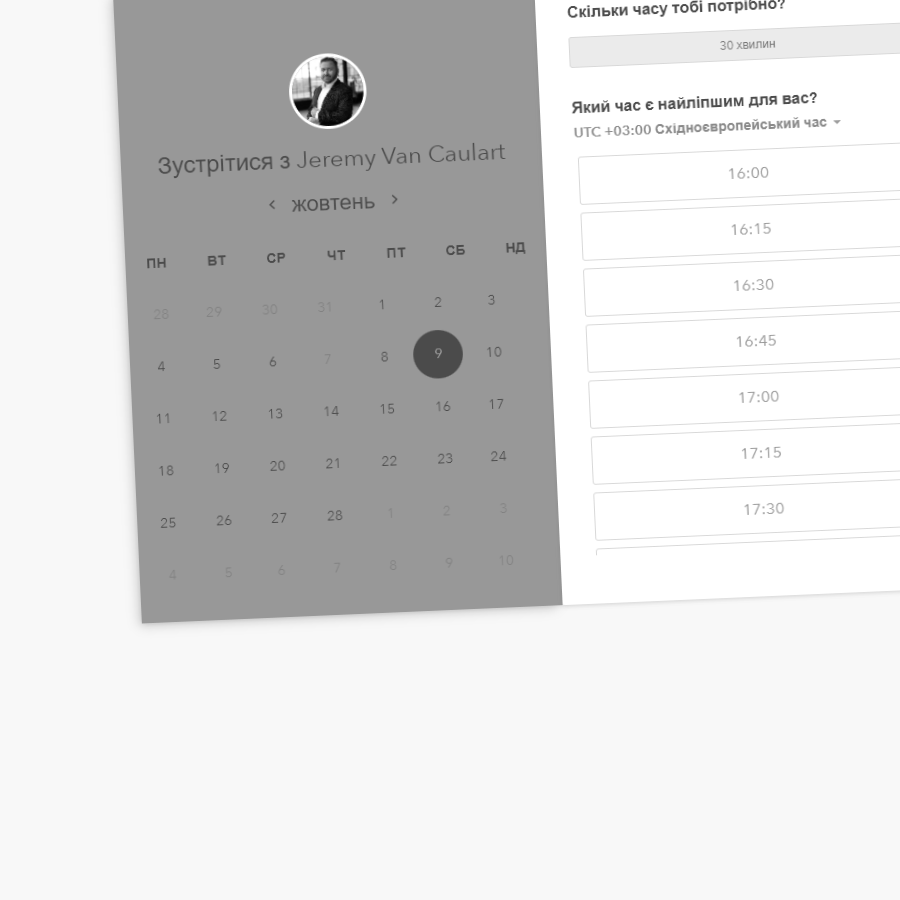 Зустрітися з Jeremy Van Caulart
< жовтень >
ПН ВТ СР ЧТ ПТ СБ НД
28 29 30 31 1 2 3
4 5 6 7 8 9 10
11 12 13 14 15 16 17
18 19 20 21 22 23 24
25 26 27 28 1 2 3
4 5 6 7 8 9 10
Скільки часу тобі потрібно?
30 хвилин
Який час є найліпшим для вас?
UTC +03:00 Східноєвропейський час
16:00
16:15
16:30
16:45
17:00
17:15
17:30